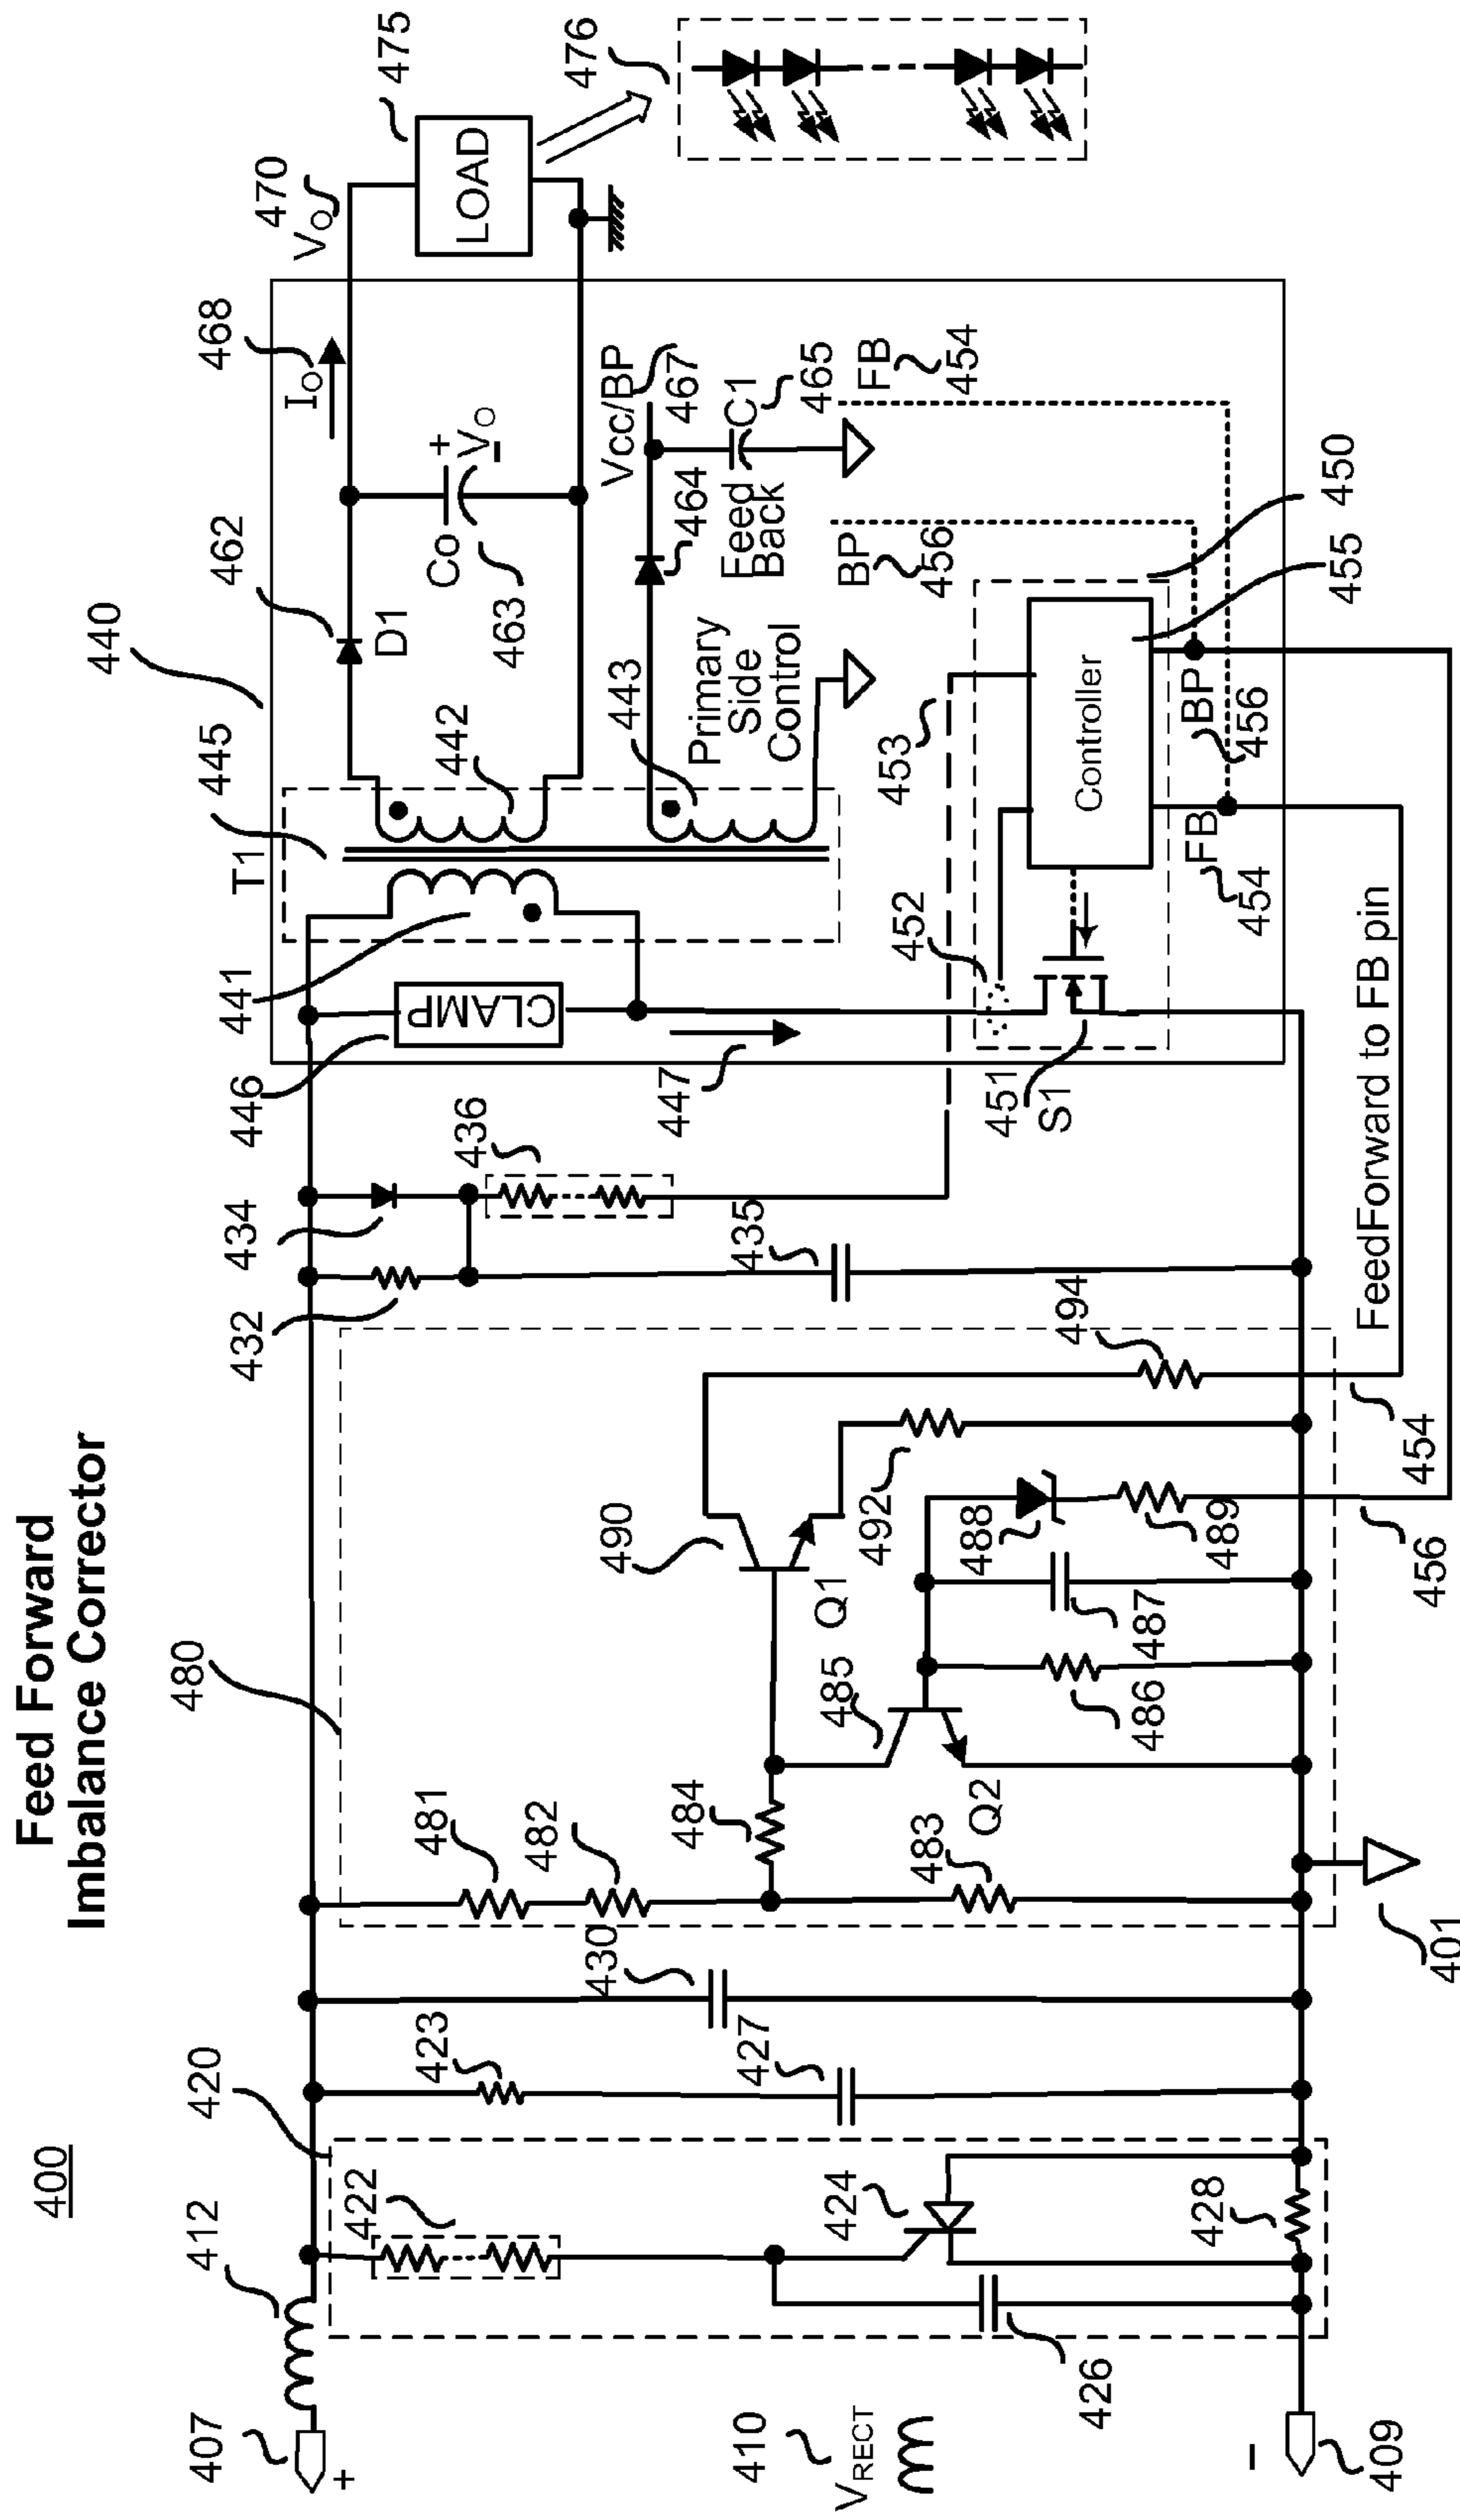 Feed Forward
Imbalance Corrector
400
407
+
412
420
422
423
424
426
427
428
430
410
VRECT
409
–
401
480
481
482
483
484
485
Q2
486
487
488
489
490
Q1
492
494
454
456
FeedForward to FB pin
432
434
435
436
446
CLAMP
441
447
T1
445
440
442
443
Primary
Side
Control
451
S1
452
453
Controller
FB
454
BP
456
455
450
BP
456
FB
454
462
D1
Co
463
+
VO
–
464
Feed
Back
Vcc/BP
467
C1
465
468
IO
470
VO
LOAD
475
476